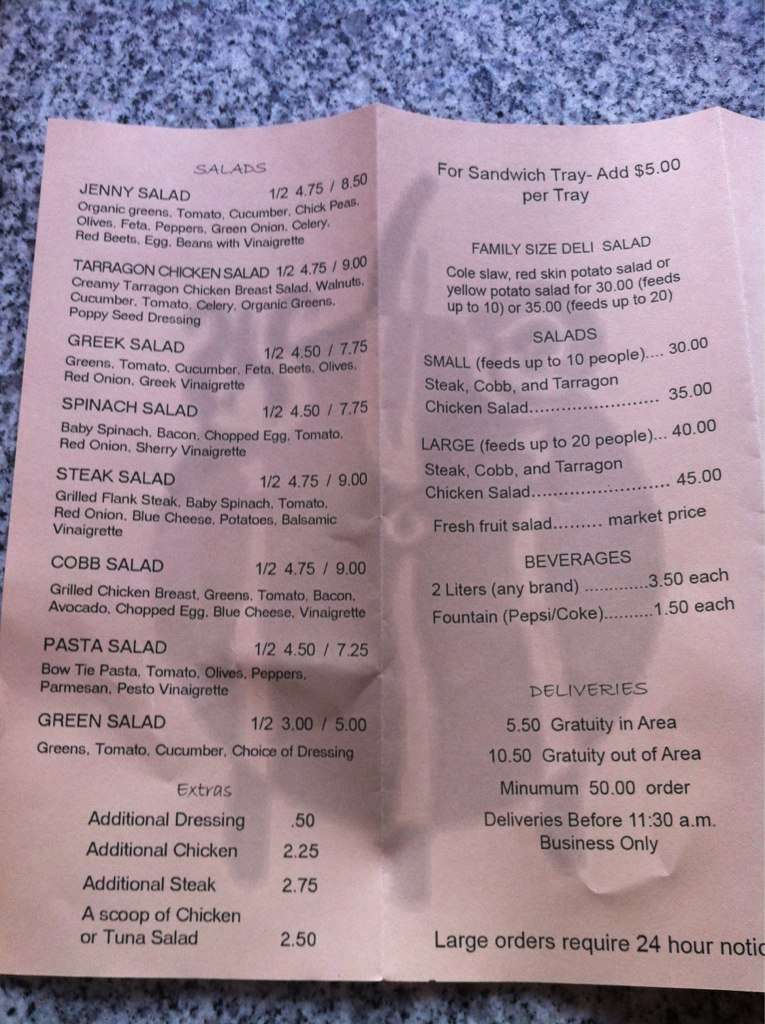 SALADS
JENNY SALAD 1/2 4.75 / 8.50
Organic greens, Tomato, Cucumber, Chick Peas,
Olives, Feta, Peppers, Green Onion, Celery,
Red Beets, Egg, Beans with Vinaigrette
TARRAGON CHICKEN SALAD 1/2 4.75 / 9.00
Creamy Tarragon Chicken Breast Salad, Walnuts,
Cucumber, Tomato, Celery, Organic Greens,
Poppy Seed Dressing
GREEK SALAD 1/2 4.50 / 7.75
Greens, Tomato, Cucumber, Feta, Beets, Olives,
Red Onion, Greek Vinaigrette
SPINACH SALAD 1/2 4.50 / 7.75
Baby Spinach, Bacon, Chopped Egg, Tomato,
Red Onion, Sherry Vinaigrette
STEAK SALAD 1/2 4.75 / 9.00
Grilled Flank Steak, Baby Spinach, Tomato,
Red Onion, Blue Cheese, Potatoes, Balsamic
Vinaigrette
COBB SALAD 1/2 4.75 / 9.00
Grilled Chicken Breast, Greens, Tomato, Bacon,
Avocado, Chopped Egg, Blue Cheese, Vinaigrette
PASTA SALAD 1/2 4.50 / 7.25
Bow Tie Pasta, Tomato, Olives, Peppers,
Parmesan, Pesto Vinaigrette
GREEN SALAD 1/2 3.00 / 5.00
Greens, Tomato, Cucumber, Choice of Dressing
Extras
Additional Dressing .50
Additional Chicken 2.25
Additional Steak 2.75
A scoop of Chicken
or Tuna Salad 2.50
For Sandwich Tray- Add $5.00
per Tray
FAMILY SIZE DELI SALAD
Cole slaw, red skin potato salad or
yellow potato salad for 30.00 (feeds
up to 10) or 35.00 (feeds up to 20)
SALADS
SMALL (feeds up to 10 people).... 30.00
Steak, Cobb, and Tarragon
Chicken Salad.......................... 35.00
LARGE (feeds up to 20 people)... 40.00
Steak, Cobb, and Tarragon
Chicken Salad............................ 45.00
Fresh fruit salad......... market price
BEVERAGES
2 Liters (any brand) .............3.50 each
Fountain (Pepsi/Coke)..........1.50 each
DELIVERIES
5.50 Gratuity in Area
10.50 Gratuity out of Area
Minumum 50.00 order
Deliveries Before 11:30 a.m.
Business Only
Large orders require 24 hour notic